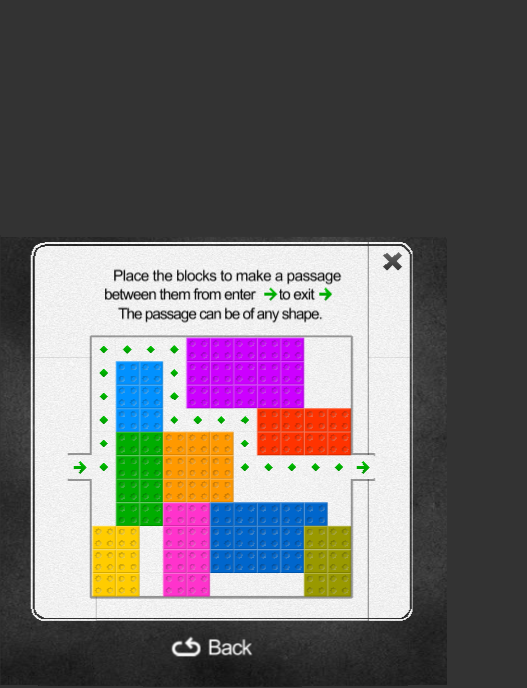 Place the blocks to make a passage
between them from enter → to exit →
The passage can be of any shape.
Back